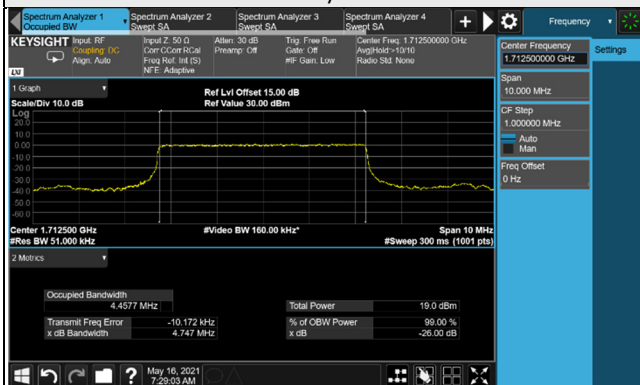 Spectrum Analyzer 1
Occupied BW
Spectrum Analyzer 2
Swept SA
Spectrum Analyzer 3
Swept SA
Spectrum Analyzer 4
Swept SA
+
Frequency
KEYSIGHT
Input: RF
Coupling: DC
Align: Auto
Input Z: 50 Ω
Corr CCorr RCal
Freq Ref: Int (S)
NFE: Adaptive
Atten: 30 dB
Preamp: Off
Trig: Free Run
Gate: Off
#IF Gain: Low
Center Freq: 1.712500000 GHz
Avg|Hold:>10/10
Radio Std: None
LXI
Center Frequency
1.712500000 GHz
Settings
Span
10.000 MHz
CF Step
1.000000 MHz
Auto
Man
Freq Offset
0 Hz
1 Graph
Scale/Div 10.0 dB
Ref Lvl Offset 15.00 dB
Ref Value 30.00 dBm
Log
20.0
10.0
0.00
-10.0
-20.0
-30.0
-40.0
-50.0
-60.0
Center 1.712500 GHz
#Res BW 51.000 kHz
#Video BW 160.00 kHz*
Span 10 MHz
#Sweep 300 ms (1001 pts)
2 Metrics
Occupied Bandwidth
4.4577 MHz
Total Power 19.0 dBm
Transmit Freq Error -10.172 kHz
% of OBW Power 99.00 %
x dB Bandwidth 4.747 MHz
x dB -26.00 dB
?
May 16, 2021
7:29:03 AM